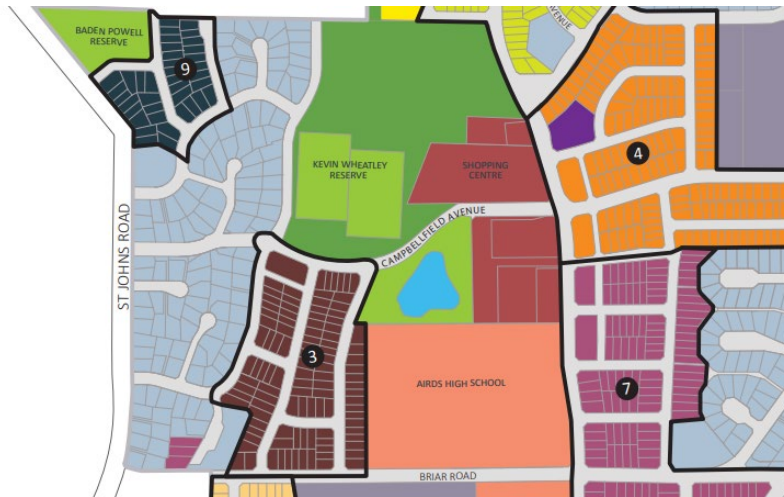 AVENUE
BADEN POWELL
RESERVE
9
4
KEVIN WHEATLEY
RESERVE
SHOPPING
CENTRE
CAMPBELLFIELD AVENUE
ST JOHNS ROAD
3
AIRDS HIGH SCHOOL
7
BRIAR ROAD